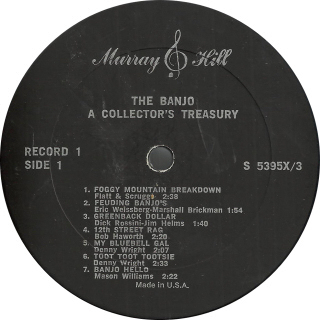 Murray Hill
THE BANJO
A COLLECTOR'S TREASURY
RECORD 1
SIDE 1
S 5395X/3
1. FOGGY MOUNTAIN BREAKDOWN
Flatt & Scruggs 2:38
2. FEUDING BANJO'S
Eric Weissberg-Marshall Brickman 1:54
3. GREENBACK DOLLAR
Dick Rossini-Jim Helms 1:40
4. 12TH STREET RAG
Bob Haworth 2:20
5. MY BLUEBELL GAL
Denny Wright 2:07
6. TOOT TOOT TOOTSIE
Denny Wright 2:33
7. BANJO HELLO
Mason Williams 2:22
Made in U.S.A.